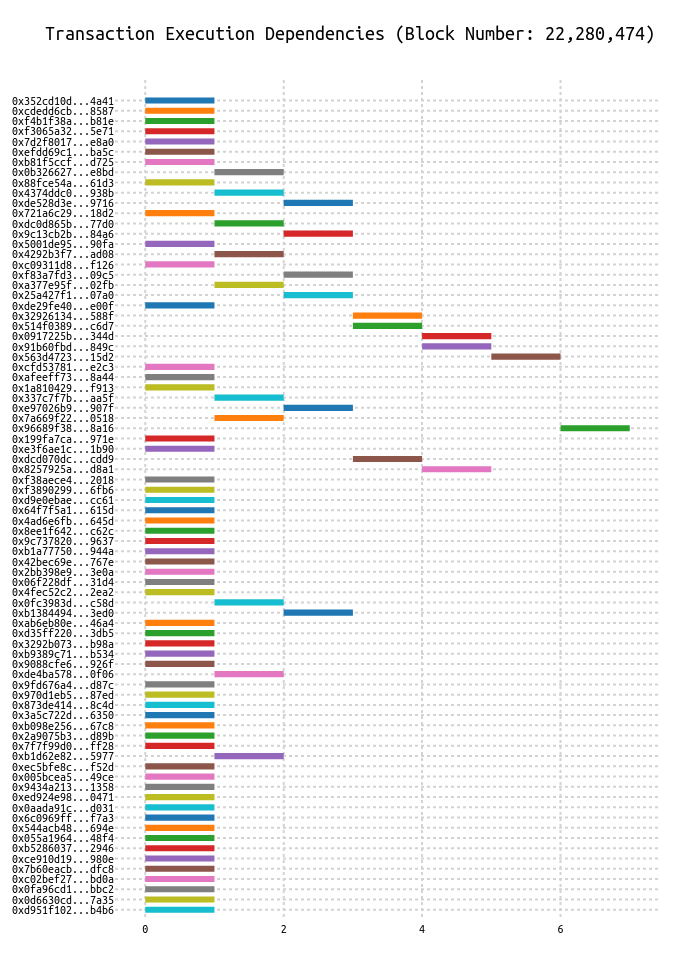 Transaction Execution Dependencies (Block Number: 22,280,474)
0x352cd10d...4a41
0xcdedd6cb...8587
0xf4b1f38a...b81e
0xf3065a32...5e71
0x7d2f8017...e8a0
0xefdd69c1...ba5c
0xb81f5ccf...d725
0x0b326627...e8bd
0x88fce54a...61d3
0x4374ddc0...938b
0xde528d3e...9716
0x721a6c29...18d2
0xdc0d865b...77d0
0x9c13cb2b...84a6
0x5001de95...90fa
0x4292b3f7...ad08
0xc09311d8...f126
0xf83a7fd3...09c5
0xa377e95f...02fb
0x25a427f1...07a0
0xde29fe40...e00f
0x32926134...588f
0x514f0389...c6d7
0x0917225b...344d
0x91b60fbd...849c
0x563d4723...15d2
0xcfd53781...e2c3
0xafeeff73...8a44
0x1a810429...f913
0x337c7f7b...aa5f
0xe97026b9...907f
0x7a669f22...0518
0x96689f38...8a16
0x199fa7ca...971e
0xe3f6ae1c...1b90
0xdcd070dc...cdd9
0x8257925a...d8a1
0xf38aece4...2018
0xf3890299...6fb6
0xd9e0ebae...cc61
0x64f7f5a1...615d
0x4ad6e6fb...645d
0x8ee1f642...c62c
0x9c737820...9637
0xb1a77750...944a
0x42bec69e...767e
0x2bb398e9...3e0a
0x06f228df...31d4
0x4fec52c2...2ea2
0x0fc3983d...c58d
0xb1384494...3ed0
0xab6eb80e...46a4
0xd35ff220...3db5
0x3292b073...b98a
0xb9389c71...b534
0x9088cfe6...926f
0xde4ba578...0f06
0x9fd676a4...d87c
0x970d1eb5...87ed
0x873de414...8c4d
0x3a5c722d...6350
0xb098e256...67c8
0x2a9075b3...d89b
0x7f7f99d0...ff28
0xb1d62e82...5977
0xec5bfe8c...f52d
0x005bcea5...49ce
0x9434a213...1358
0xed924e98...0471
0x0aada91c...d031
0x6c0969ff...f7a3
0x544acb48...694e
0x055a1964...48f4
0xb5286037...2946
0xce910d19...980e
0x7b60eacb...dfc8
0xc02bef27...bd0a
0x0fa96cd1...bbc2
0x0d6630cd...7a35
0xd951f102...b4b6
0 2 4 6